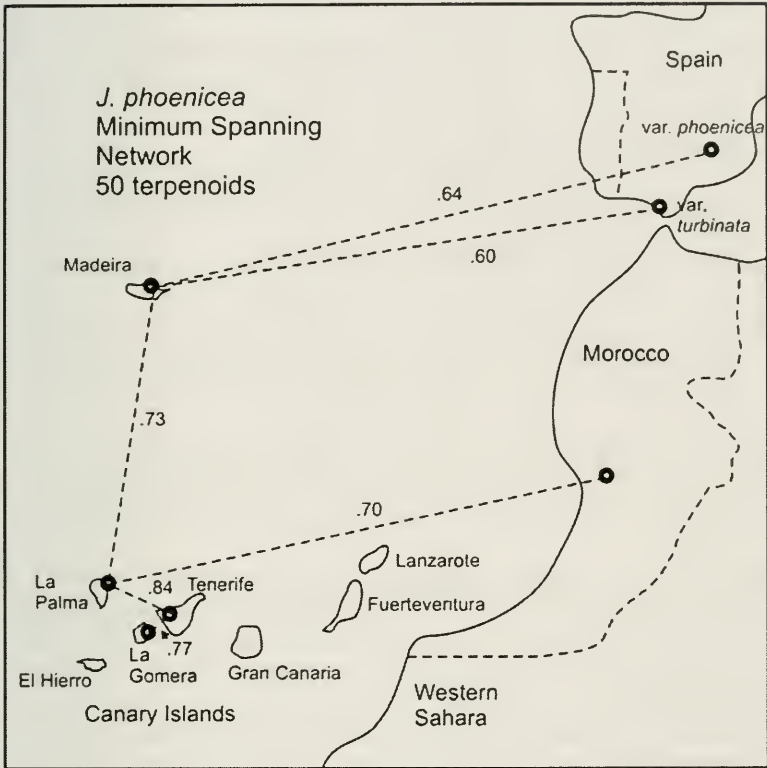 J. phoenicea
Minimum Spanning
Network
50 terpenoids
Spain
var. phoenicea
var.
turbinata
.64
.60
Madeira
Morocco
.73
.70
La
Palma
.84
Tenerife
Lanzarote
Fuerteventura
.77
La
Gomera
El Hierro
Gran Canaria
Canary Islands
Western
Sahara